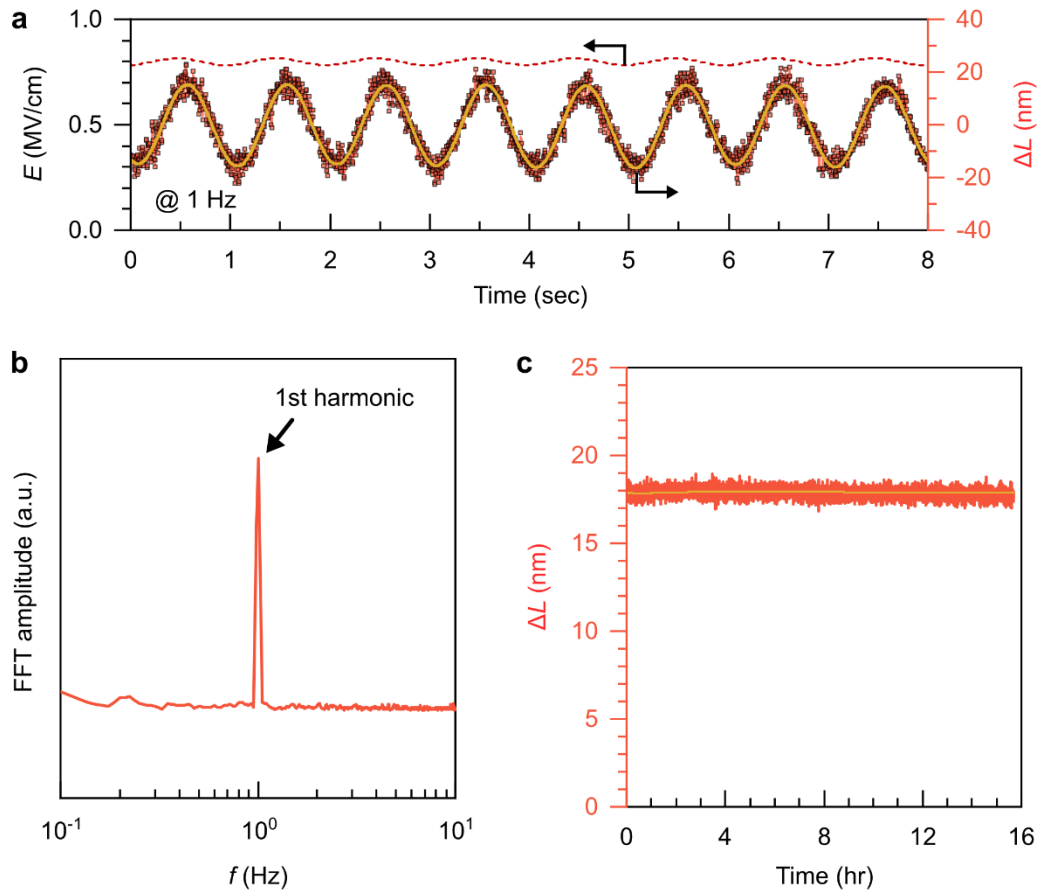 a
1.0
0.5
0.0
E (MV/cm)
@ 1 Hz
40
20
0
-20
-40
ΔL (nm)
0 1 2 3 4 5 6 7 8
Time (sec)
b
1st harmonic
FFT amplitude (a.u.)
10⁻¹ 10⁰ 10¹
f (Hz)
c
25
20
15
10
5
0
ΔL (nm)
0 4 8 12 16
Time (hr)